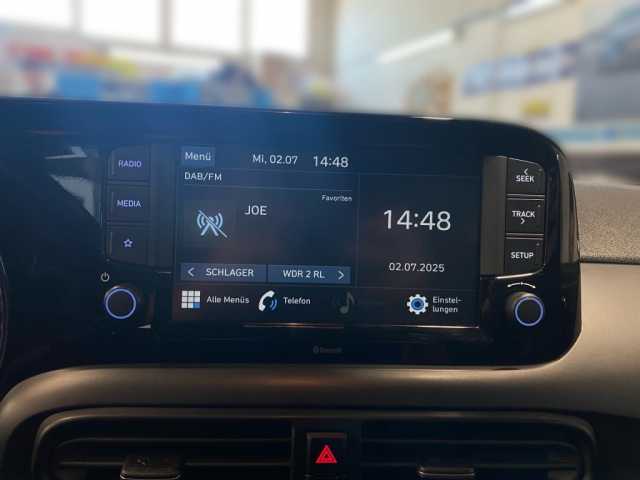 Menü Mi, 02.07 14:48
RADIO
MEDIA
DAB/FM
Favoriten
JOE
14:48
02.07.2025
< SCHLAGER WDR 2 RL >
Alle Menüs
Telefon
Einstel-
lungen
< SEEK
TRACK >
SETUP
Bluetooth